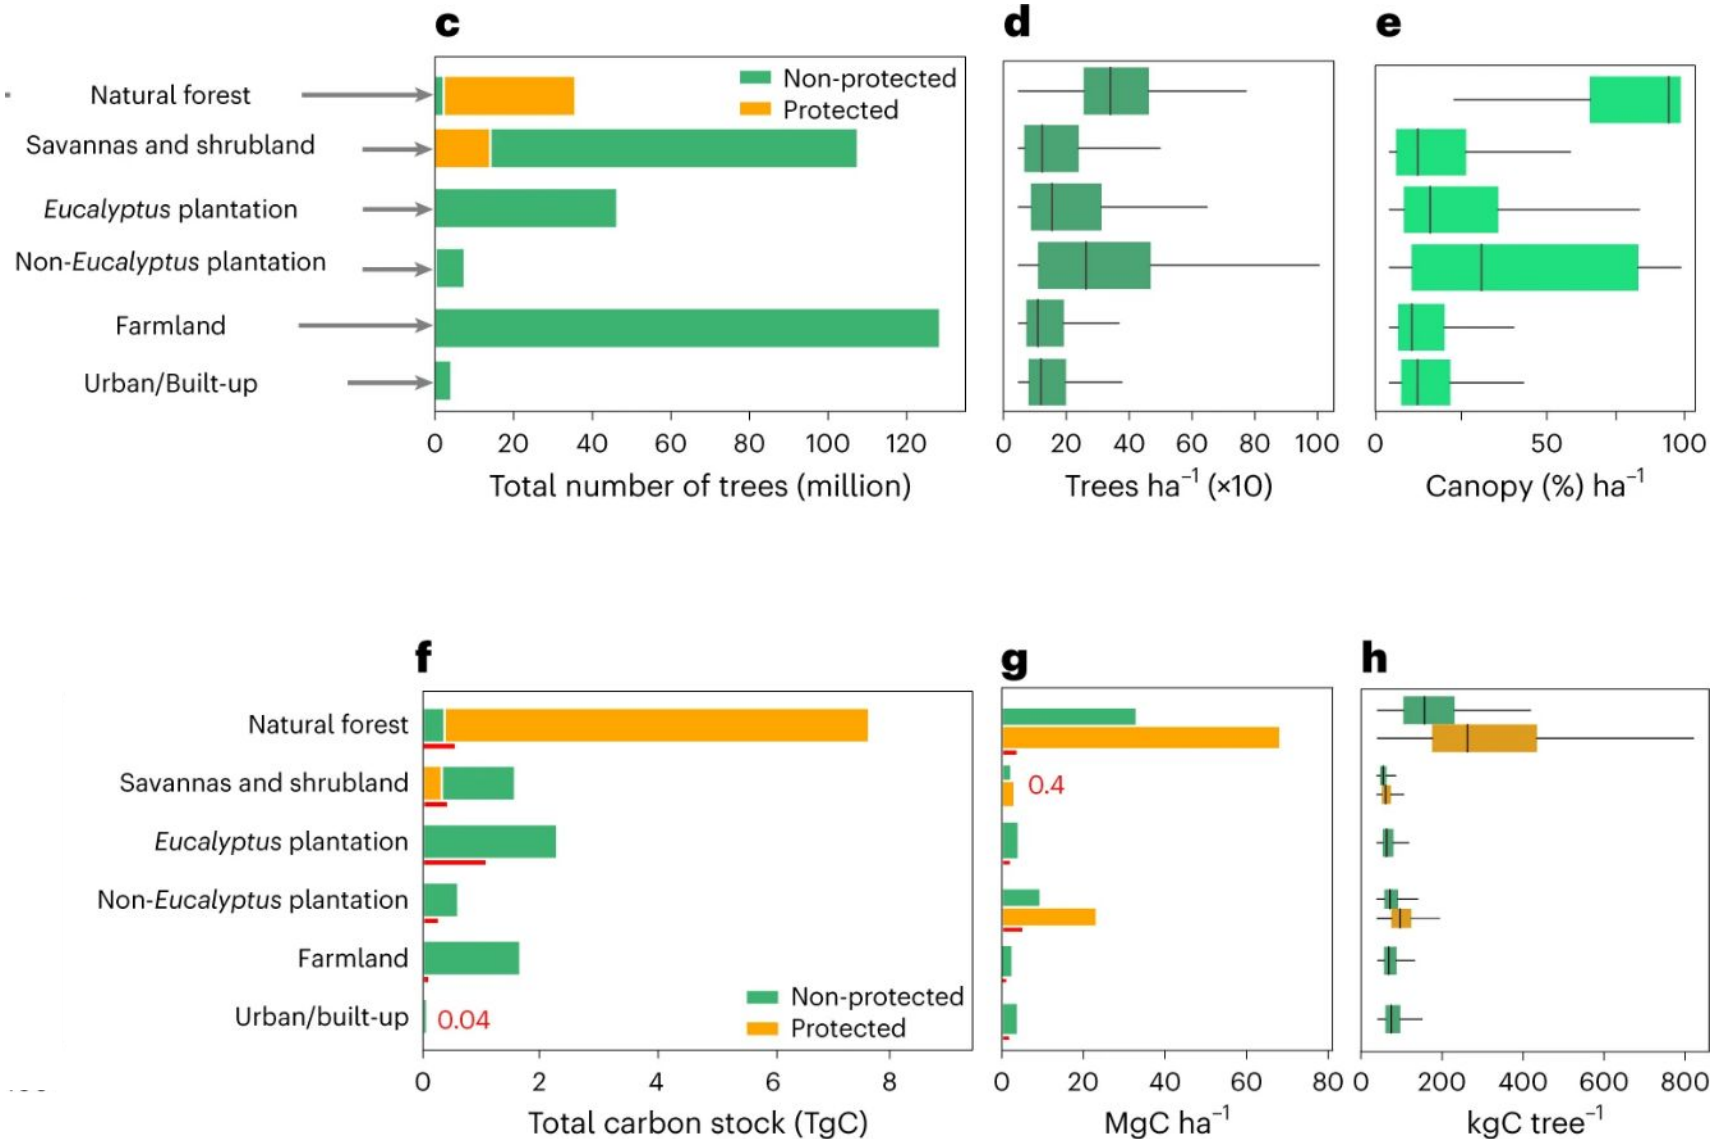 c
d
e
Non-protected
Protected
Natural forest
Savannas and shrubland
Eucalyptus plantation
Non-Eucalyptus plantation
Farmland
Urban/Built-up
0 20 40 60 80 100 120
Total number of trees (million)
0 20 40 60 80 100
Trees ha⁻¹ (×10)
0 50 100
Canopy (%) ha⁻¹
f
g
h
Natural forest
Savannas and shrubland
0.4
Eucalyptus plantation
Non-Eucalyptus plantation
Farmland
Non-protected
Protected
Urban/built-up
0.04
0 2 4 6 8
Total carbon stock (TgC)
0 20 40 60 80
MgC ha⁻¹
0 200 400 600 800
kgC tree⁻¹